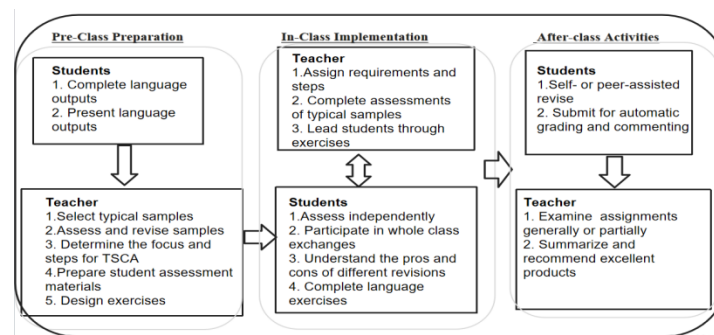 Pre-Class Preparation
Students
1. Complete language
outputs
2. Present language
outputs
Teacher
1.Select typical samples
2.Assess and revise samples
3. Determine the focus and
steps for TSCA
4.Prepare student assessment
materials
5. Design exercises
In-Class Implementation
Teacher
1.Assign requirements and
steps
2. Complete assessments
of typical samples
3. Lead students through
exercises
Students
1.Assess independently
2. Participate in whole class
exchanges
3. Understand the pros and
cons of different revisions
4. Complete language
exercises
After-class Activities
Students
1.Self- or peer-assisted
revise
2. Submit for automatic
grading and commenting
Teacher
1. Examine assignments
generally or partially
2. Summarize and
recommend excellent
products